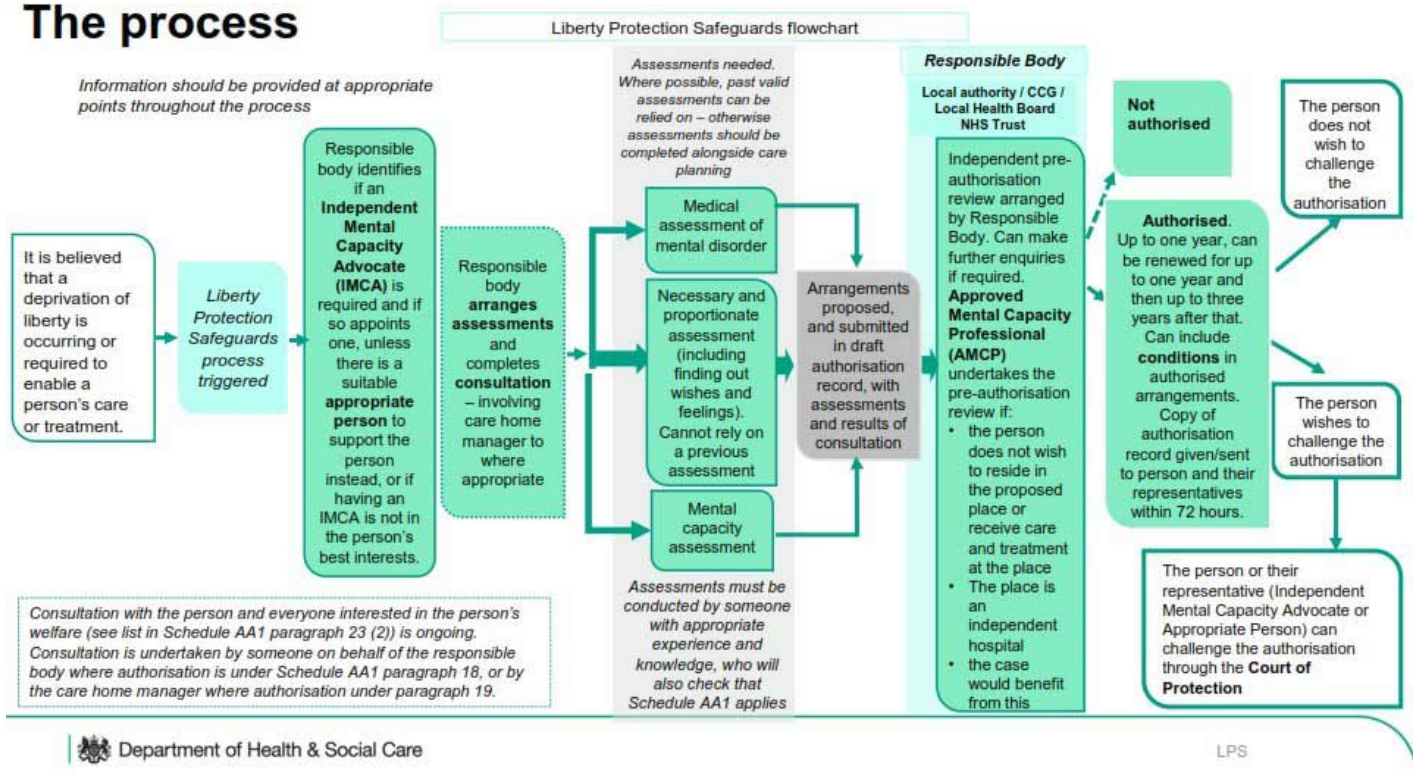 The process
Liberty Protection Safeguards flowchart
Information should be provided at appropriate
points throughout the process
It is believed
that a
deprivation of
liberty is
occurring or
required to
enable a
person's care
or treatment.
Liberty
Protection
Safeguards
process
triggered
Responsible
body identifies
if an
Independent
Mental
Capacity
Advocate
(IMCA) is
required and if
so appoints
one, unless
there is a
suitable
appropriate
person to
support the
person
instead, or if
having an
IMCA is not in
the person's
best interests.
Responsible
body
arranges
assessments
and
completes
consultation
– involving
care home
manager to
where
appropriate
Assessments needed.
Where possible, past valid
assessments can be
relied on – otherwise
assessments should be
completed alongside care
planning
Medical
assessment of
mental disorder
Necessary and
proportionate
assessment
(including
finding out
wishes and
feelings).
Cannot rely on
a previous
assessment
Mental
capacity
assessment
Assessments must be
conducted by someone
with appropriate
experience and
knowledge, who will
also check that
Schedule AA1 applies
Arrangements
proposed,
and submitted
in draft
authorisation
record, with
assessments
and results of
consultation
Responsible Body
Local authority / CCG /
Local Health Board
NHS Trust
Independent pre-
authorisation
review arranged
by Responsible
Body. Can make
further enquiries
if required.
Approved
Mental Capacity
Professional
(AMCP)
undertakes the
pre-authorisation
review if:
• the person
does not wish
to reside in
the proposed
place or
receive care
and treatment
at the place
• The place is
an
independent
hospital
• the case
would benefit
from this
Not
authorised
Authorised.
Up to one year, can
be renewed for up
to one year and
then up to three
years after that.
Can include
conditions in
authorised
arrangements.
Copy of
authorisation
record given/sent
to person and their
representatives
within 72 hours.
The person
does not
wish to
challenge
the
authorisation
The person
wishes to
challenge the
authorisation
The person or their
representative (Independent
Mental Capacity Advocate or
Appropriate Person) can
challenge the authorisation
through the Court of
Protection
Consultation with the person and everyone interested in the person's
welfare (see list in Schedule AA1 paragraph 23 (2)) is ongoing.
Consultation is undertaken by someone on behalf of the responsible
body where authorisation is under Schedule AA1 paragraph 18, or by
the care home manager where authorisation under paragraph 19.
Department of Health & Social Care
LPS